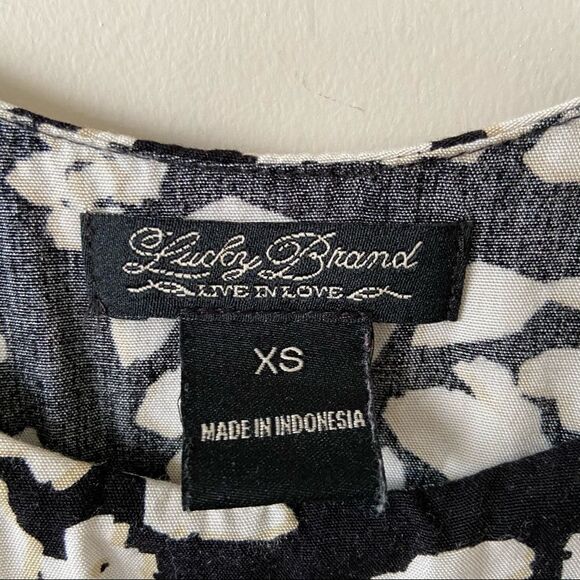 Lucky Brand
LIVE IN LOVE
XS
MADE IN INDONESIA